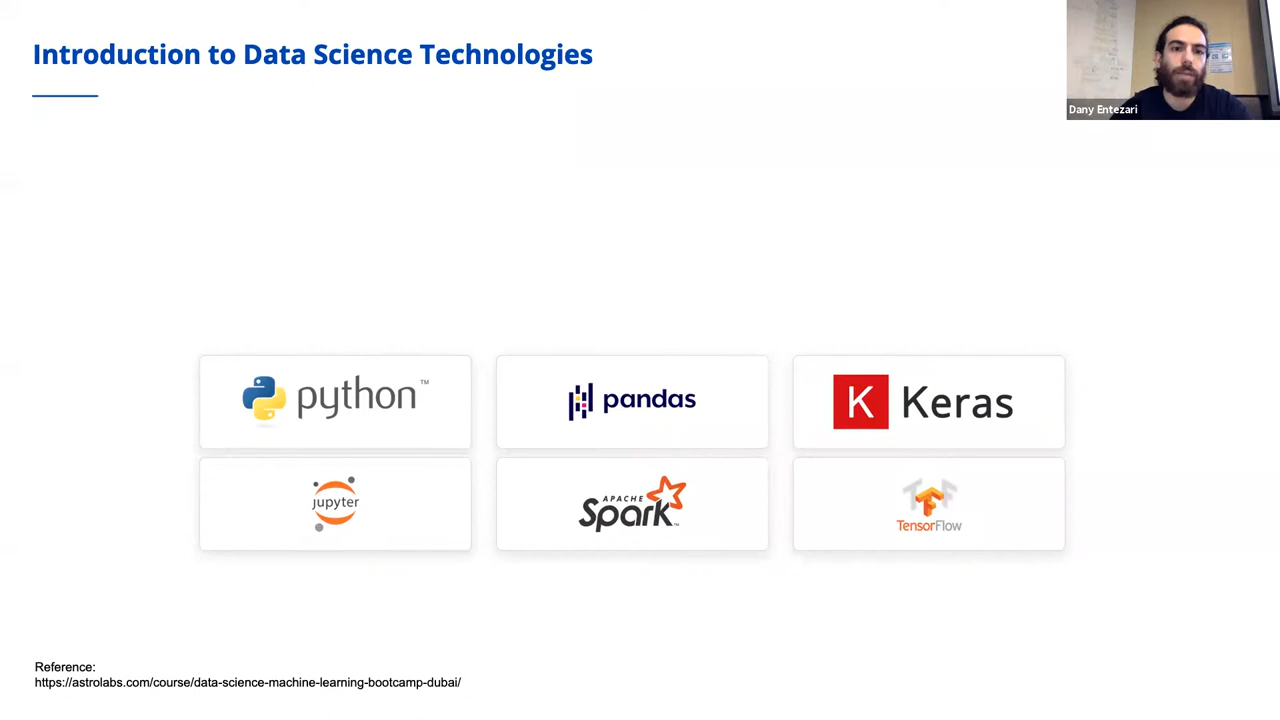 Introduction to Data Science Technologies
Dany Entezari
python™
pandas
K Keras
jupyter
APACHE
Spark™
TensorFlow
Reference:
https://astrolabs.com/course/data-science-machine-learning-bootcamp-dubai/